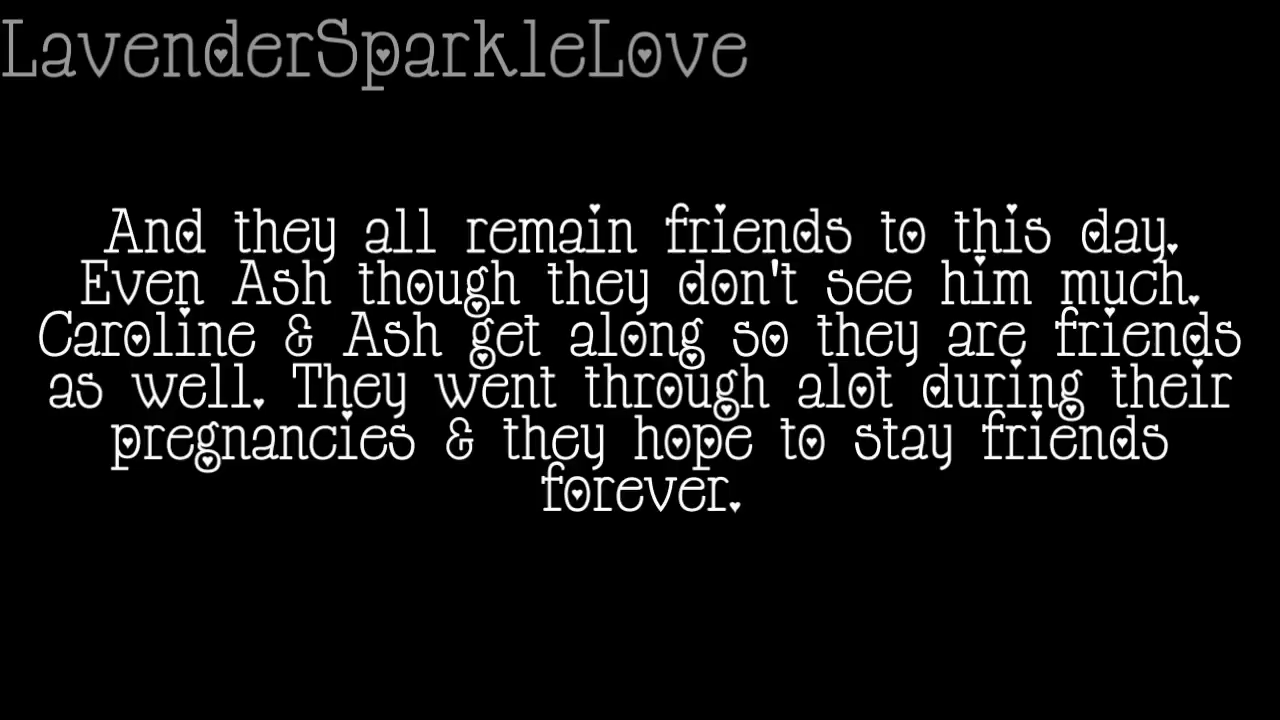 LavenderSparkleLove
And they all remain friends to this day.
Even Ash though they don't see him much.
Caroline & Ash get along so they are friends
as well. They went through alot during their
pregnancies & they hope to stay friends
forever.